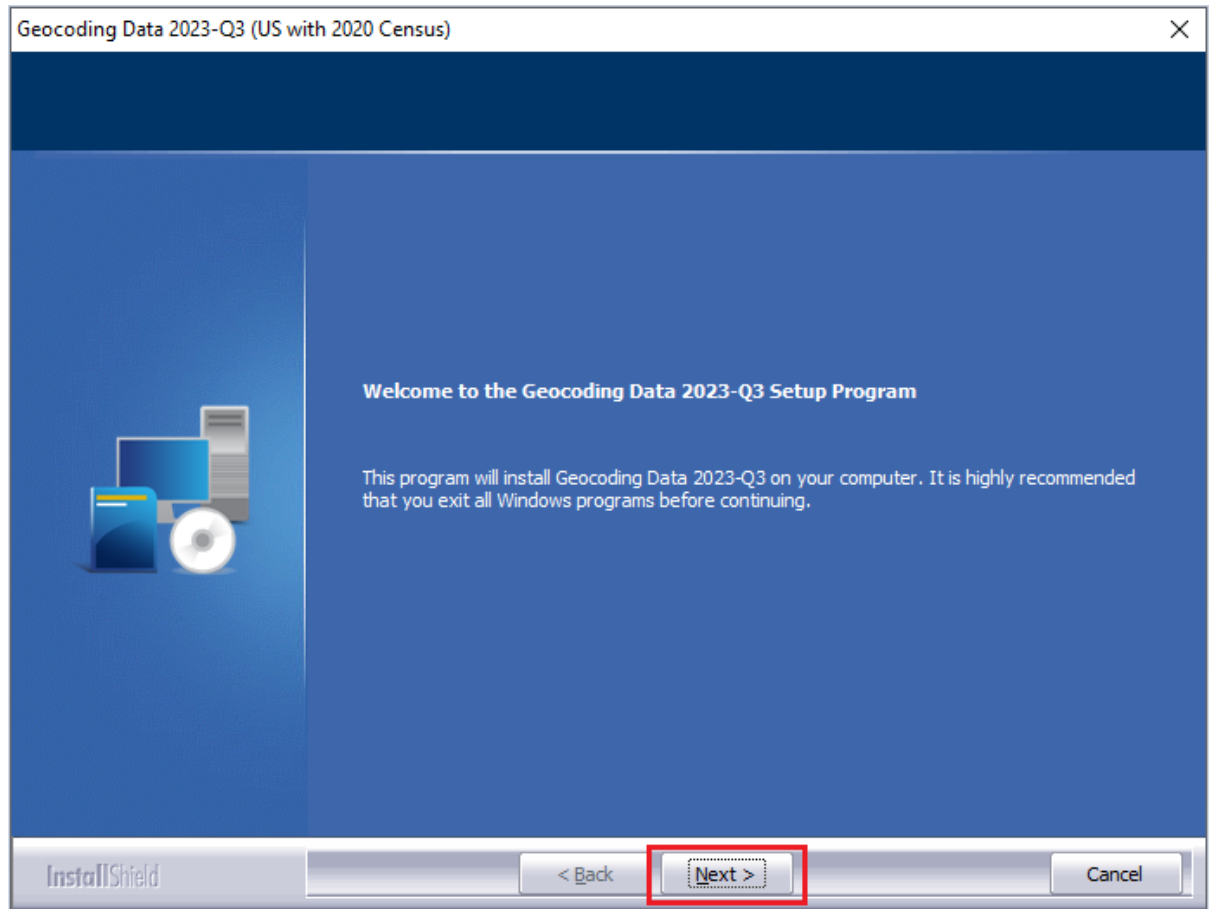 Geocoding Data 2023-Q3 (US with 2020 Census)
Welcome to the Geocoding Data 2023-Q3 Setup Program
This program will install Geocoding Data 2023-Q3 on your computer. It is highly recommended
that you exit all Windows programs before continuing.
InstallShield
< Back
Next >
Cancel